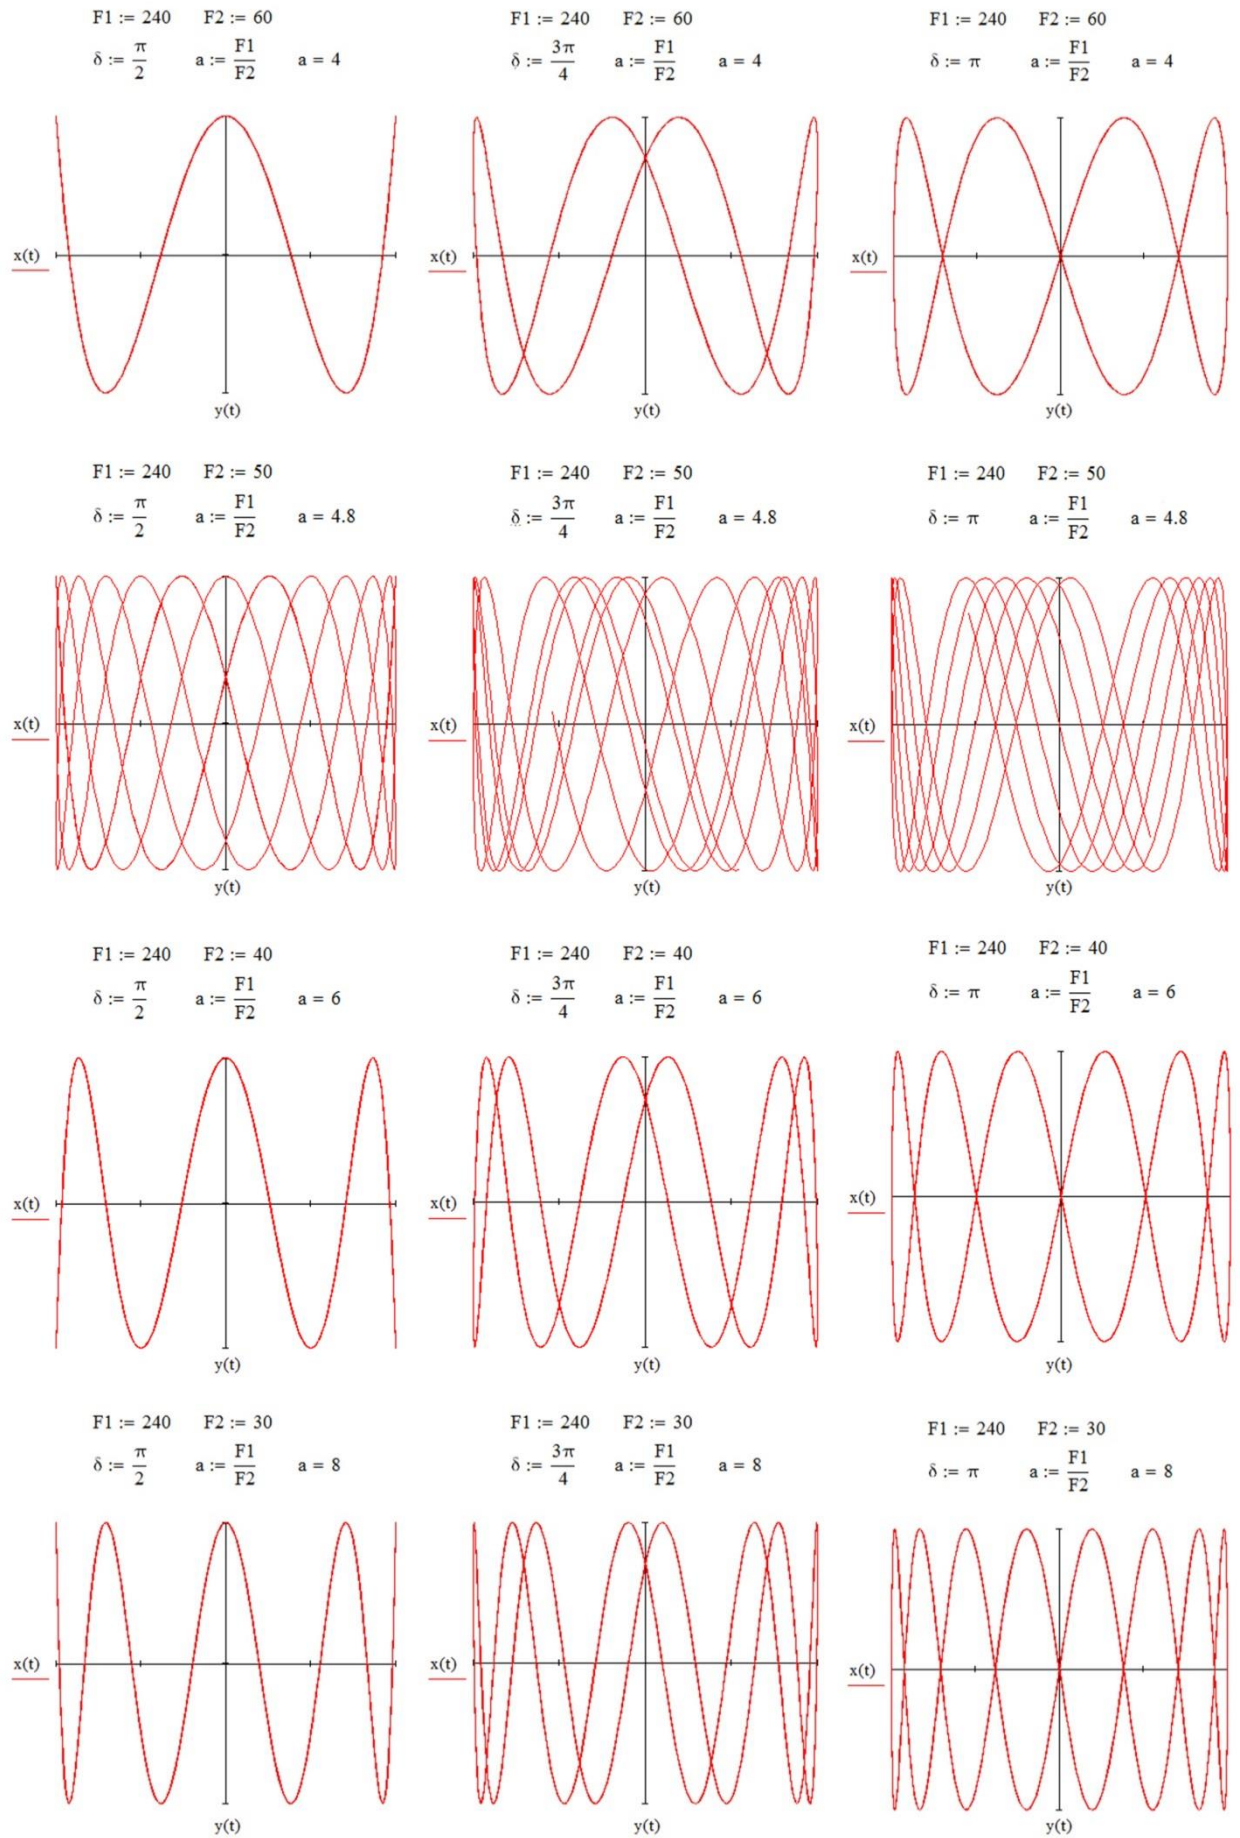 F1 := 240 F2 := 60
δ := π/2 a := F1/F2 a = 4
x(t)
y(t)
F1 := 240 F2 := 60
δ := 3π/4 a := F1/F2 a = 4
x(t)
y(t)
F1 := 240 F2 := 60
δ := π a := F1/F2 a = 4
x(t)
y(t)
F1 := 240 F2 := 50
δ := π/2 a := F1/F2 a = 4.8
x(t)
y(t)
F1 := 240 F2 := 50
δ := 3π/4 a := F1/F2 a = 4.8
x(t)
y(t)
F1 := 240 F2 := 50
δ := π a := F1/F2 a = 4.8
x(t)
y(t)
F1 := 240 F2 := 40
δ := π/2 a := F1/F2 a = 6
x(t)
y(t)
F1 := 240 F2 := 40
δ := 3π/4 a := F1/F2 a = 6
x(t)
y(t)
F1 := 240 F2 := 40
δ := π a := F1/F2 a = 6
x(t)
y(t)
F1 := 240 F2 := 30
δ := π/2 a := F1/F2 a = 8
x(t)
y(t)
F1 := 240 F2 := 30
δ := 3π/4 a := F1/F2 a = 8
x(t)
y(t)
F1 := 240 F2 := 30
δ := π a := F1/F2 a = 8
x(t)
y(t)